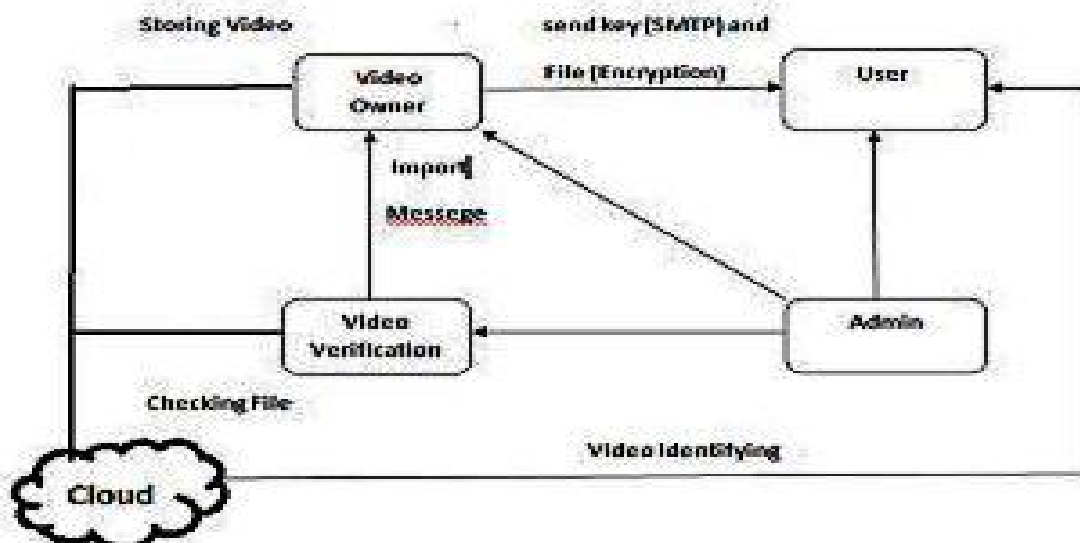 Storing Video
send key (SMTP) and
File (Encryption)
Video
Owner
User
Import
Messege
Video
Verification
Admin
Checking File
Video Identifying
Cloud